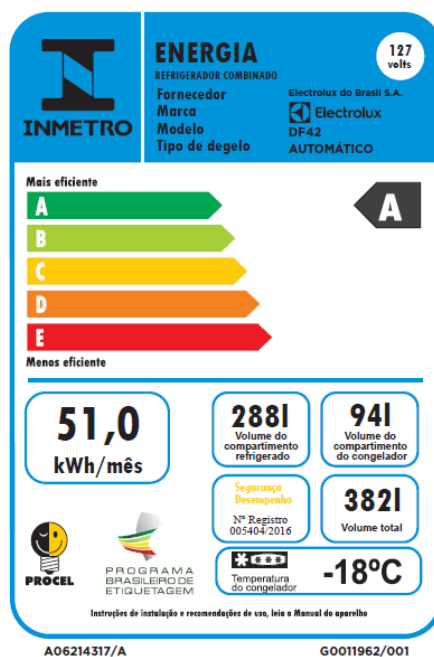 INMETRO
ENERGIA
REFRIGERADOR COMBINADO
127
volts
Fornecedor Electrolux do Brasil S.A.
Marca Electrolux
Modelo DF42
Tipo de degelo AUTOMÁTICO
Mais eficiente
A
B
C
D
E
A
Menos eficiente
51,0
kWh/mês
288l
Volume do
compartimento
refrigerado
94l
Volume do
compartimento
do congelador
Segurança
Desempenho
Nº Registro
005404/2016
382l
Volume total
PROCEL
PROGRAMA
BRASILEIRO DE
ETIQUETAGEM
Temperatura
do congelador
-18ºC
Instruções de instalação e recomendações de uso, leia o Manual do aparelho
A06214317/A
G0011962/001